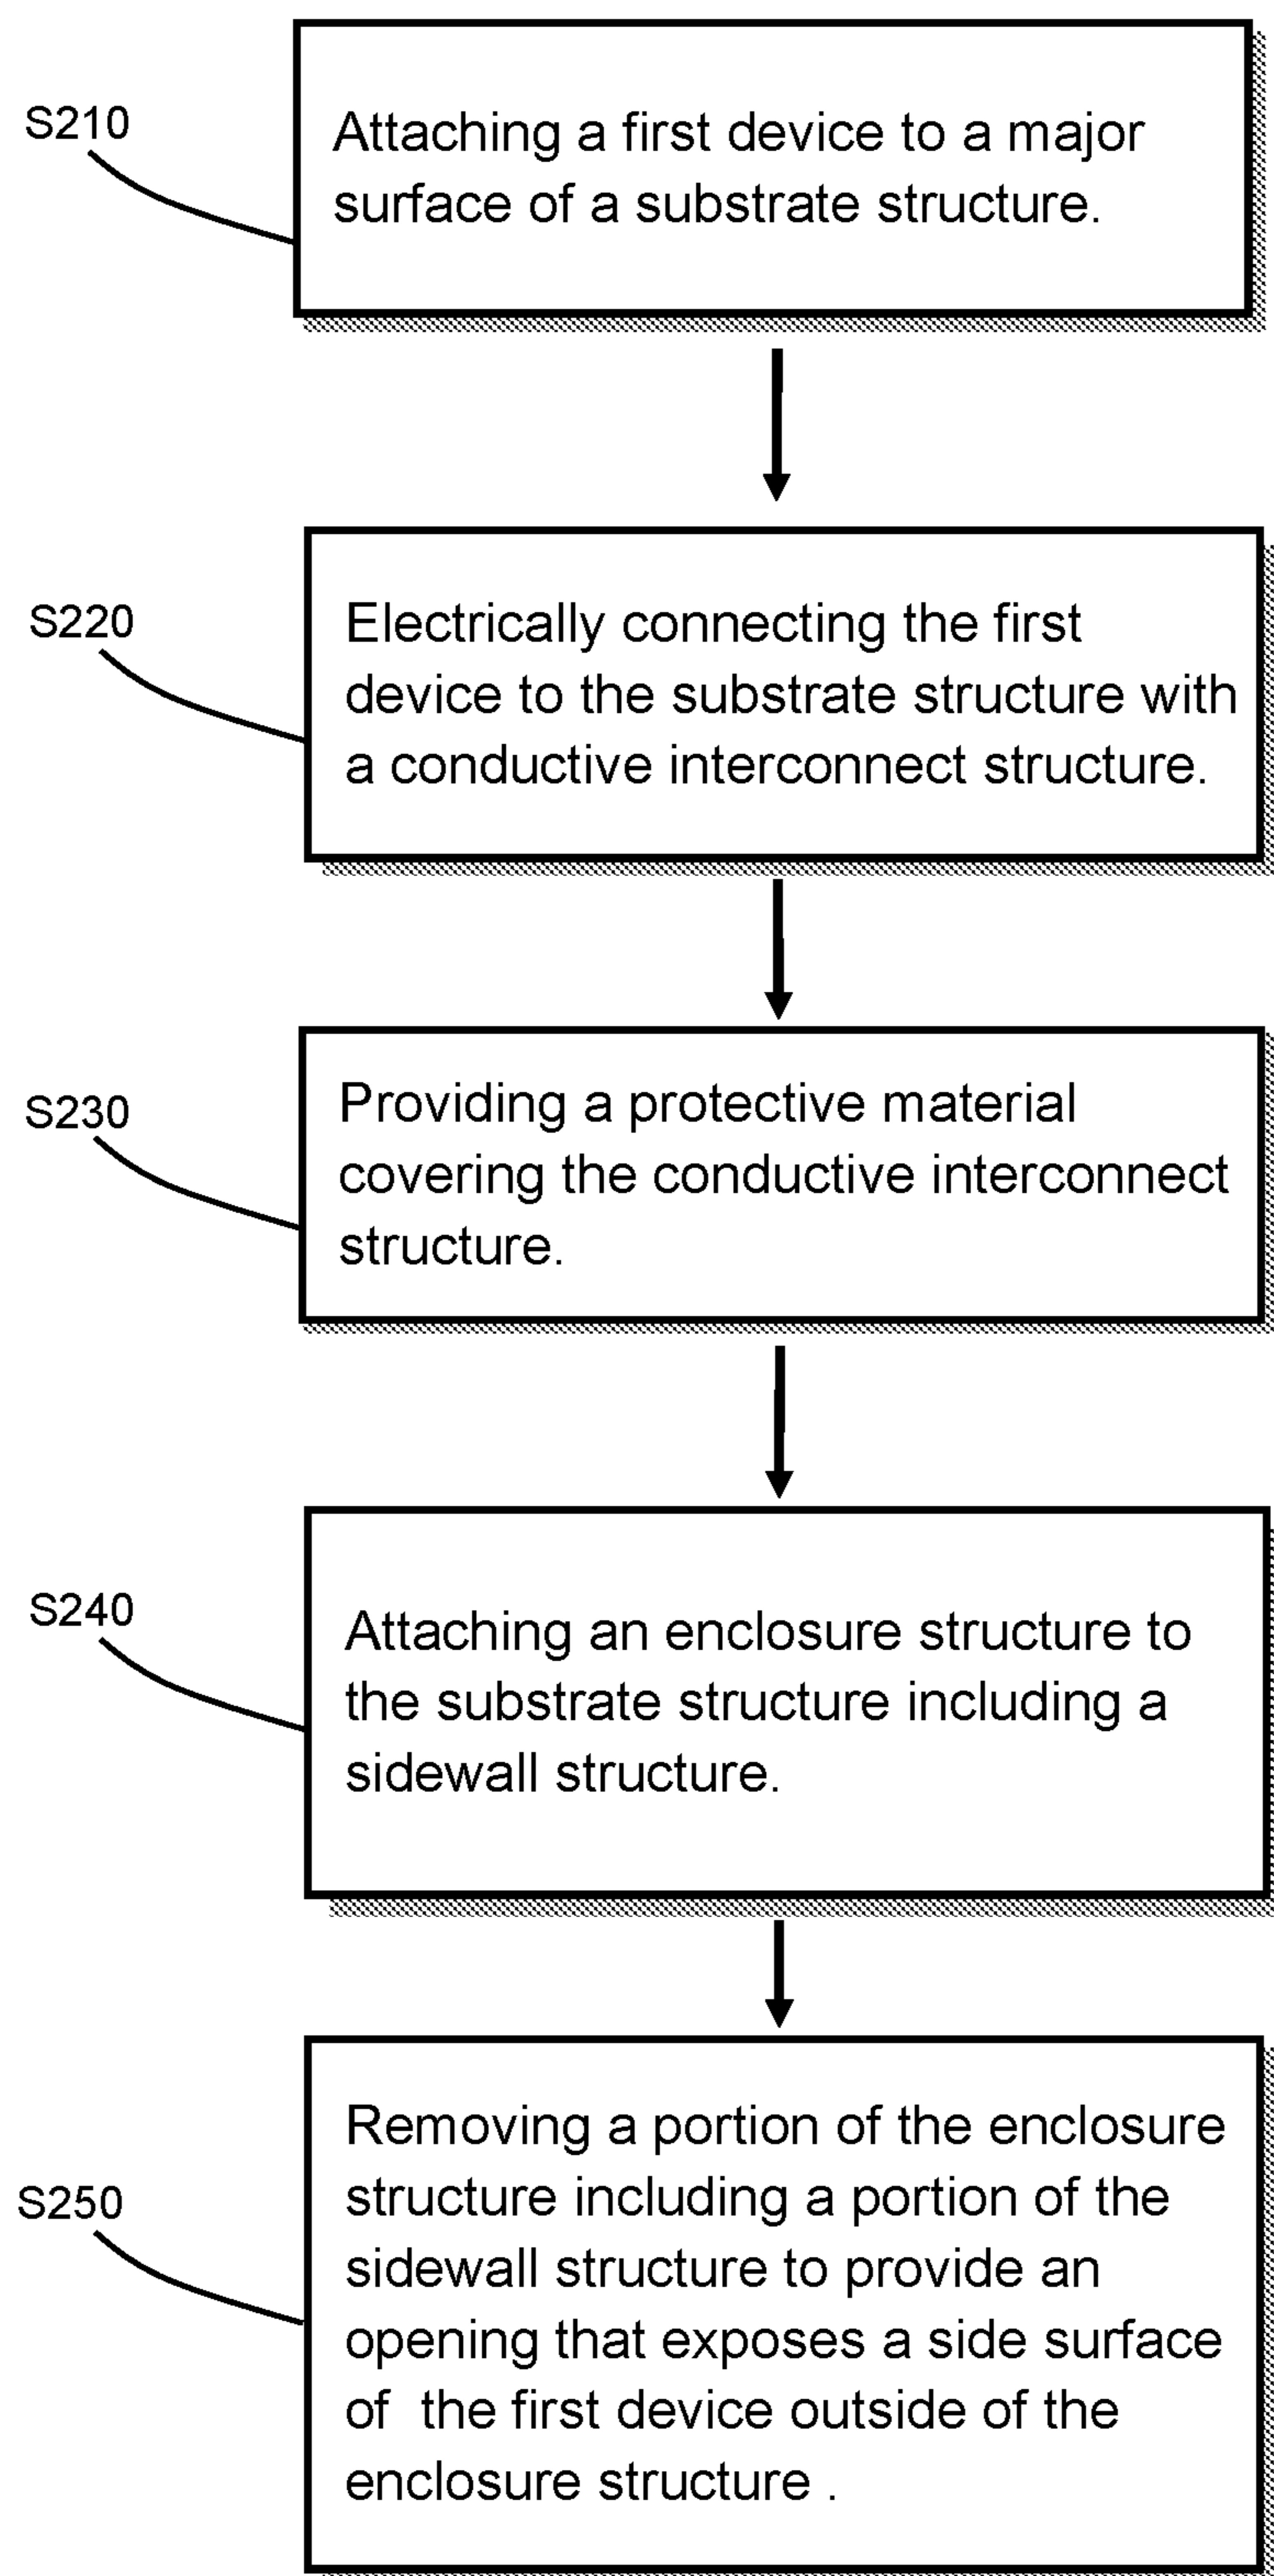 S210
Attaching a first device to a major
surface of a substrate structure.
S220
Electrically connecting the first
device to the substrate structure with
a conductive interconnect structure.
S230
Providing a protective material
covering the conductive interconnect
structure.
S240
Attaching an enclosure structure to
the substrate structure including a
sidewall structure.
S250
Removing a portion of the enclosure
structure including a portion of the
sidewall structure to provide an
opening that exposes a side surface
of  the first device outside of the
enclosure structure .